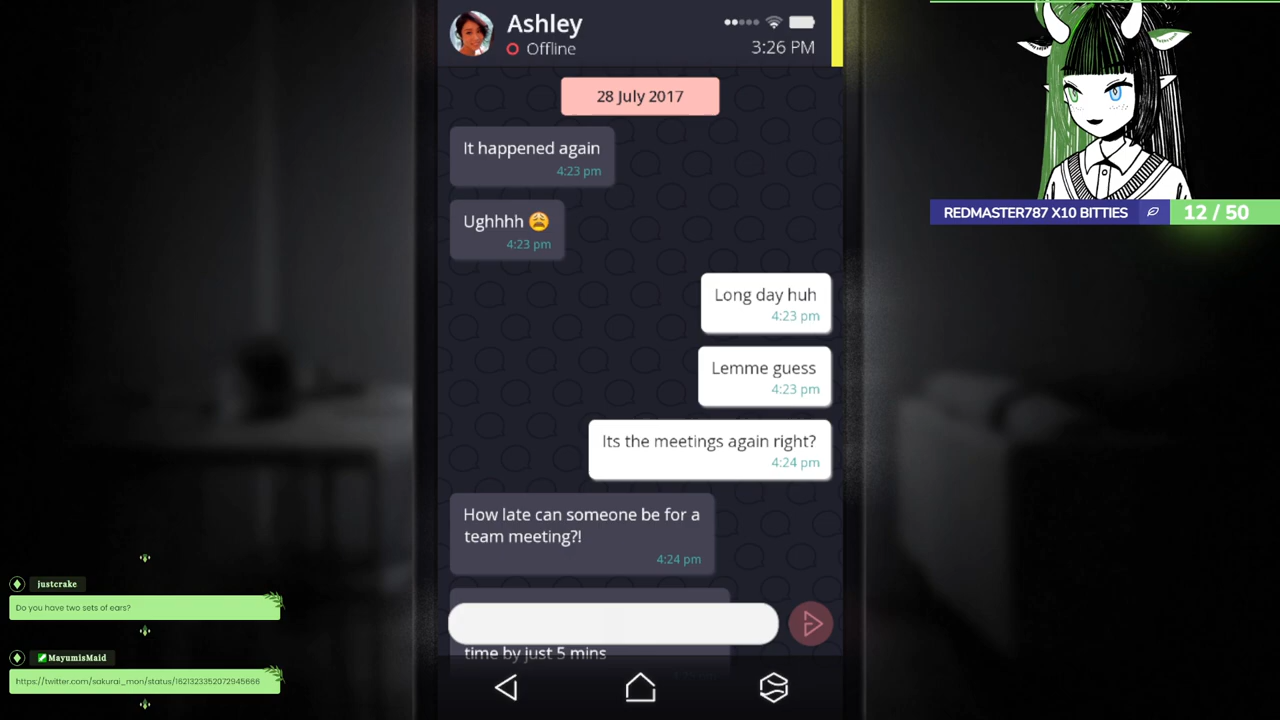 Ashley
Offline
3:26 PM
28 July 2017
It happened again
4:23 pm
Ughhhh 😩
4:23 pm
Long day huh
4:23 pm
Lemme guess
4:23 pm
Its the meetings again right?
4:24 pm
How late can someone be for a
team meeting?!
4:24 pm
time by just 5 mins
REDMASTER787 X10 BITTIES
12 / 50
justcrake
Do you have two sets of ears?
MayumisMaid
https://twitter.com/sakurai_mon/status/1621323352072945666